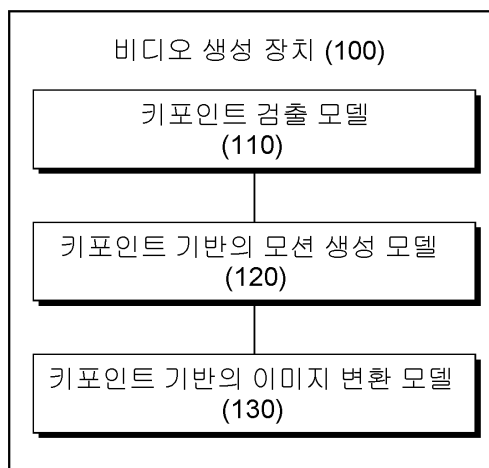 비디오 생성 장치 (100)
키포인트 검출 모델
(110)
키포인트 기반의 모션 생성 모델
(120)
키포인트 기반의 이미지 변환 모델
(130)